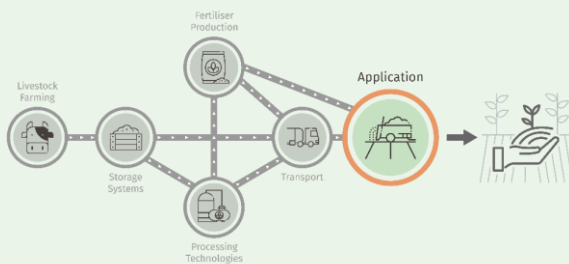 Fertiliser
Production
Application
Livestock
Farming
Storage
Systems
Transport
Processing
Technologies